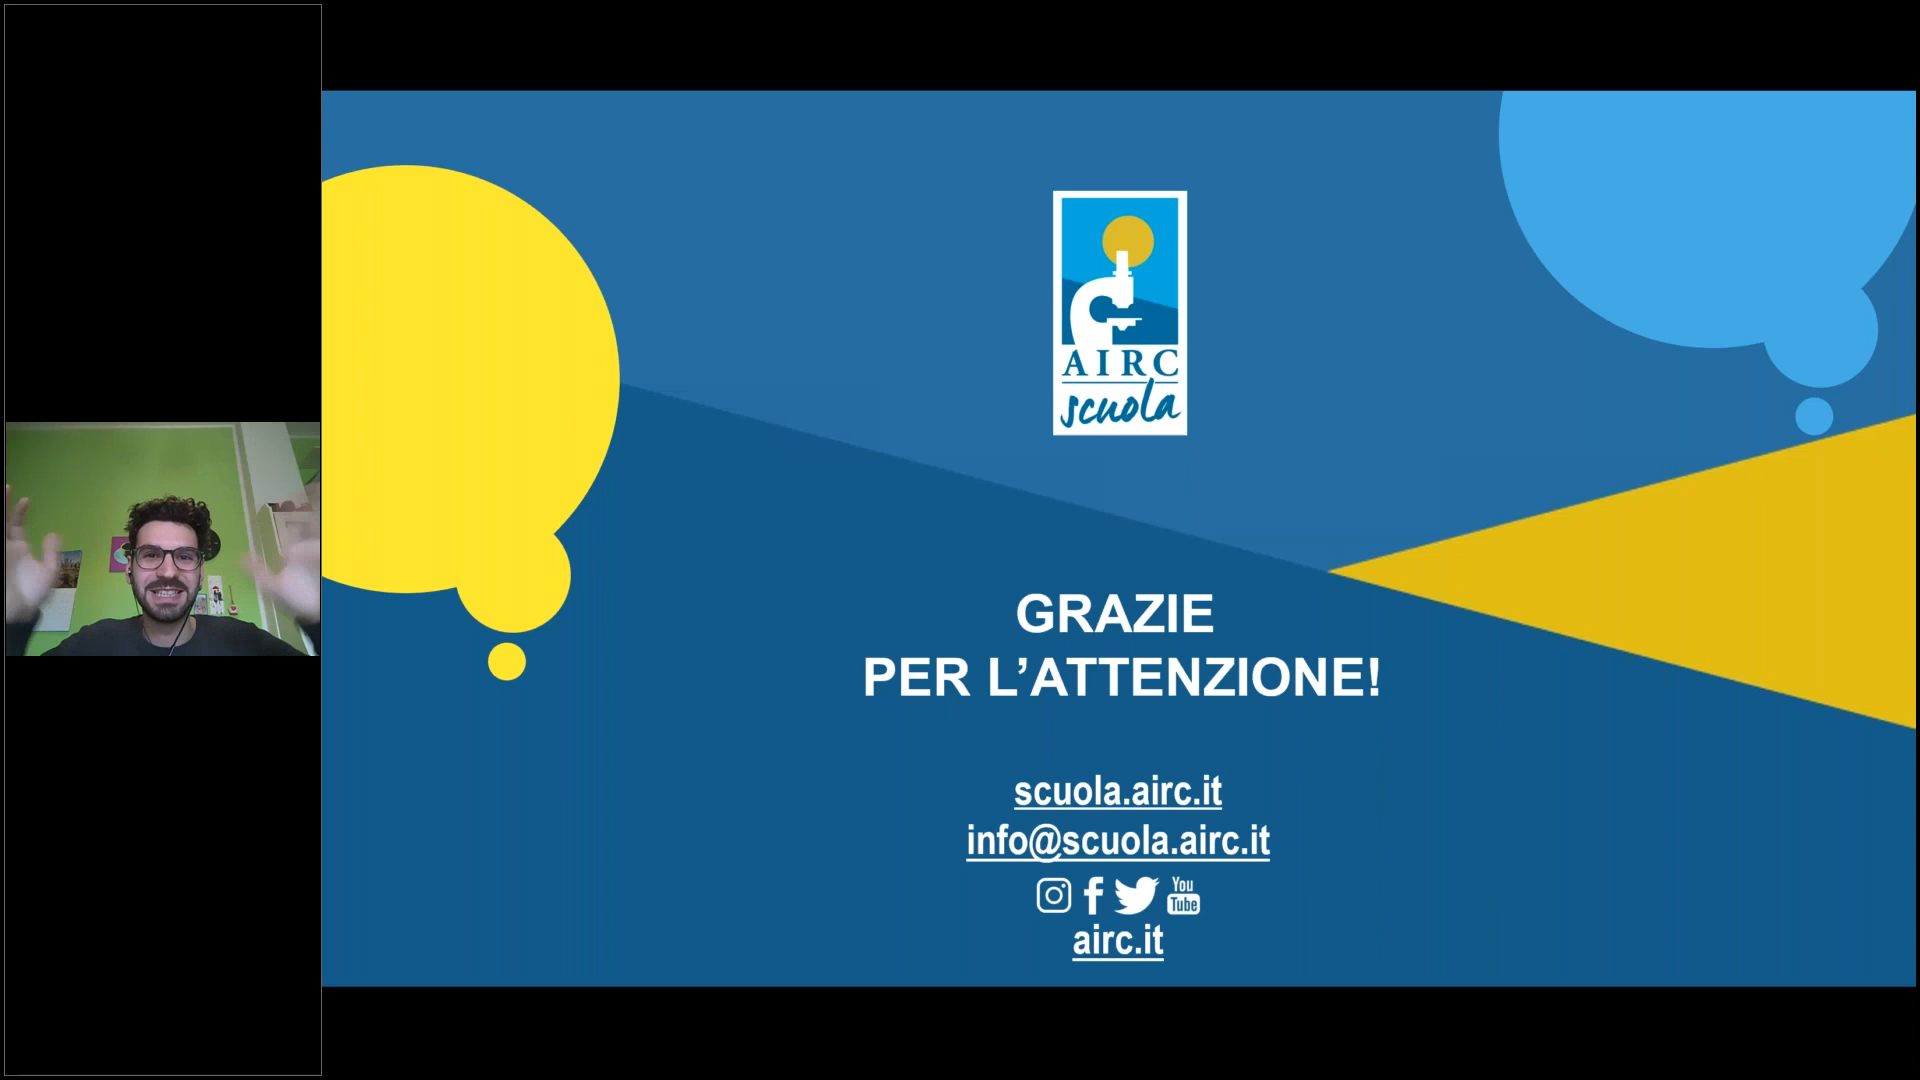 AIRC
scuola
GRAZIE
PER L’ATTENZIONE!
scuola.airc.it
info@scuola.airc.it
You
Tube
airc.it